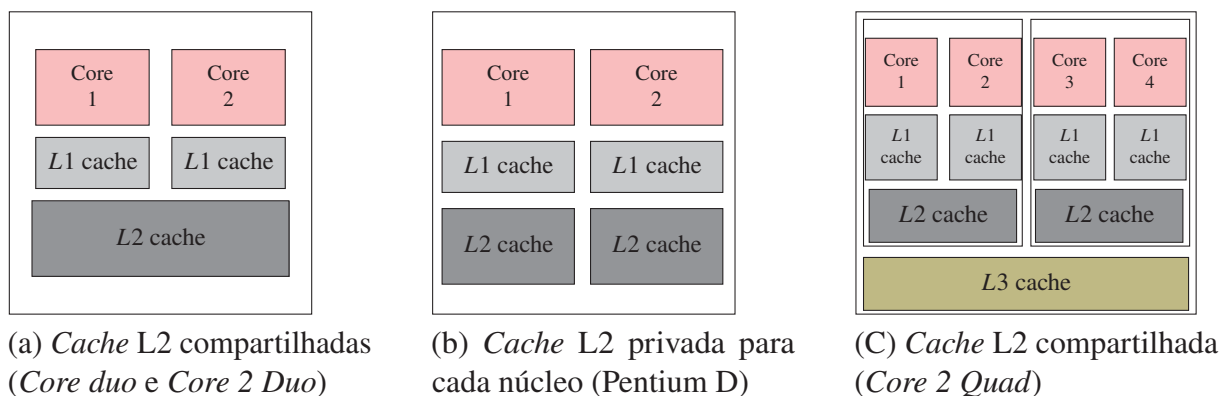 Core
1
Core
2
L1 cache
L1 cache
L2 cache
(a) Cache L2 compartilhadas
(Core duo e Core 2 Duo)
Core
1
Core
2
L1 cache
L1 cache
L2 cache
L2 cache
(b) Cache L2 privada para
cada núcleo (Pentium D)
Core
1
Core
2
Core
3
Core
4
L1
cache
L1
cache
L1
cache
L1
cache
L2 cache
L2 cache
L3 cache
(C) Cache L2 compartilhada
(Core 2 Quad)